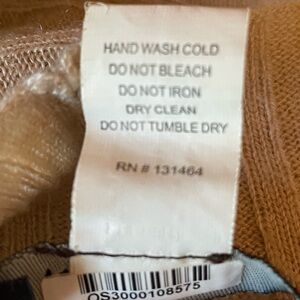 HAND WASH COLD
DO NOT BLEACH
DO NOT IRON
DRY CLEAN
DO NOT TUMBLE DRY
RN # 131464
OS3000108575